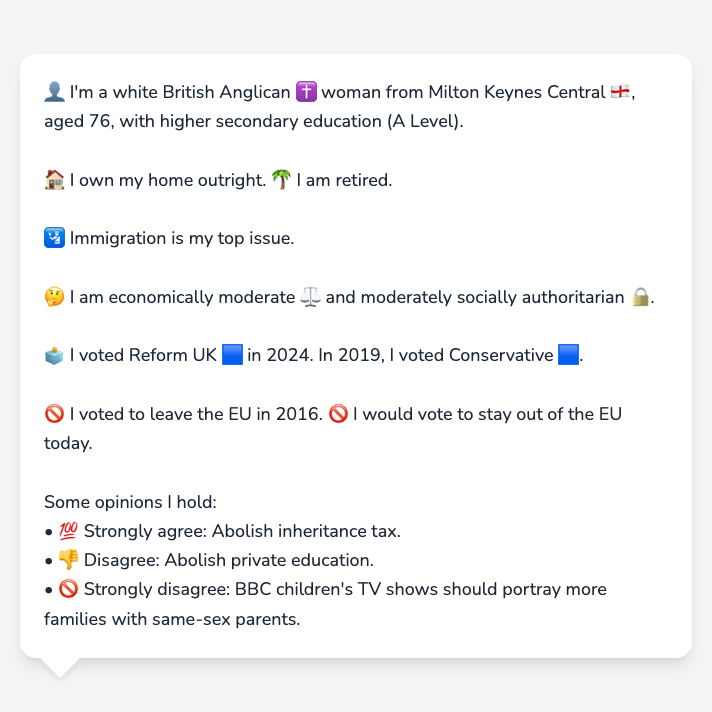 👤 I'm a white British Anglican ✝️ woman from Milton Keynes Central 🏴󠁧󠁢󠁥󠁮󠁧󠁿,
aged 76, with higher secondary education (A Level).
🏠 I own my home outright. 🌴 I am retired.
🛂 Immigration is my top issue.
🤔 I am economically moderate ⚖️ and moderately socially authoritarian 🔒.
🗳️ I voted Reform UK 🟦 in 2024. In 2019, I voted Conservative 🟦.
🚫 I voted to leave the EU in 2016. 🚫 I would vote to stay out of the EU
today.
Some opinions I hold:
• 💯 Strongly agree: Abolish inheritance tax.
• 👎 Disagree: Abolish private education.
• 🚫 Strongly disagree: BBC children's TV shows should portray more
families with same-sex parents.